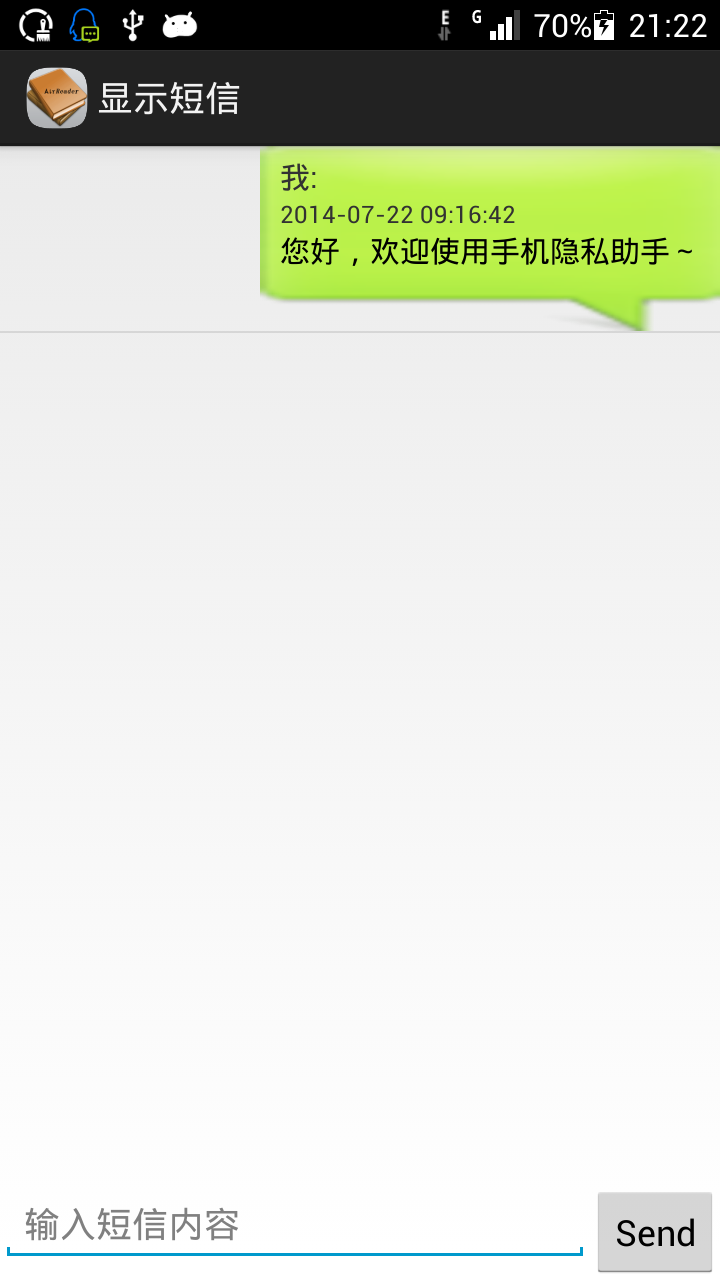 E G 70% 21:22
AirReader 显示短信
我:
2014-07-22 09:16:42
您好，欢迎使用手机隐私助手~
输入短信内容
Send